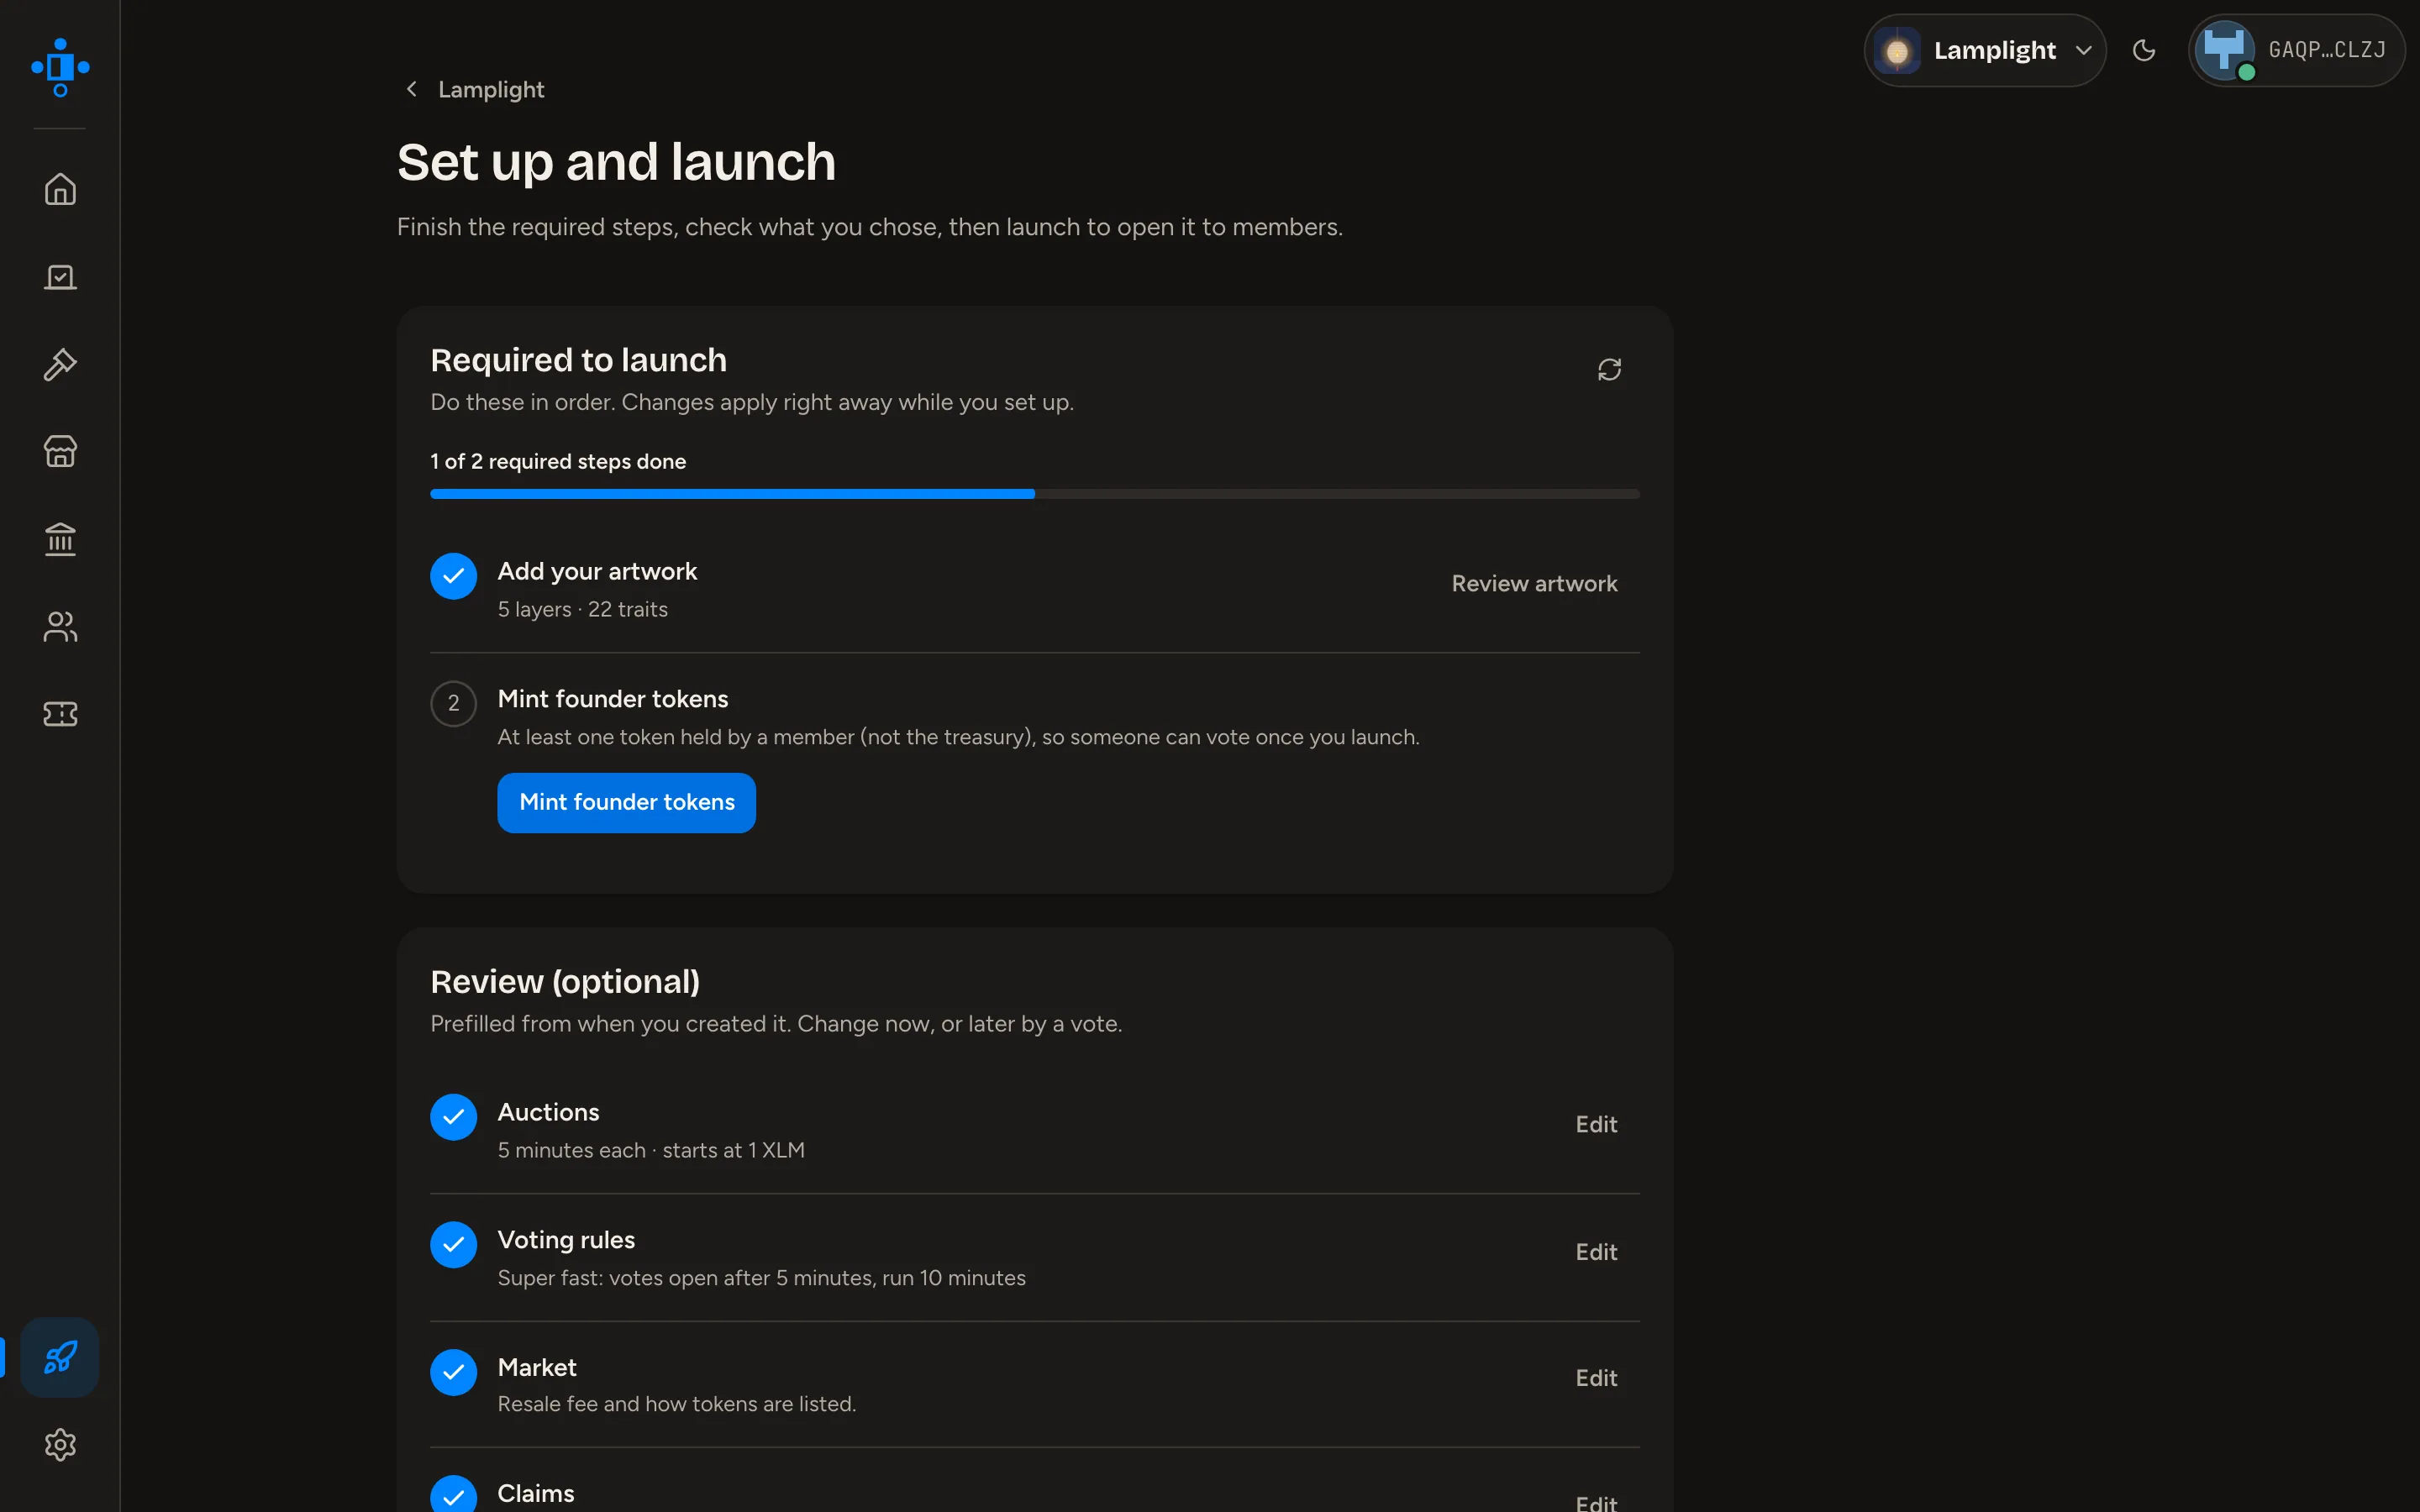 Lamplight
GAQP...CLZJ
Lamplight
Set up and launch
Finish the required steps, check what you chose, then launch to open it to members.
Required to launch
Do these in order. Changes apply right away while you set up.
1 of 2 required steps done
Add your artwork
5 layers · 22 traits
Review artwork
2
Mint founder tokens
At least one token held by a member (not the treasury), so someone can vote once you launch.
Mint founder tokens
Review (optional)
Prefilled from when you created it. Change now, or later by a vote.
Auctions
5 minutes each · starts at 1 XLM
Edit
Voting rules
Super fast: votes open after 5 minutes, run 10 minutes
Edit
Market
Resale fee and how tokens are listed.
Edit
Claims
Edit